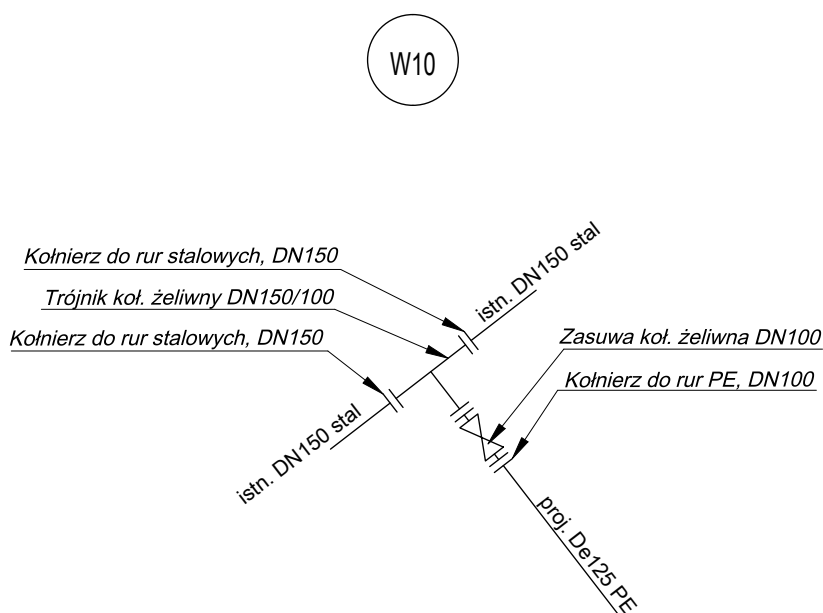 W10
Kołnierz do rur stalowych, DN150
istn. DN150 stal
Trójnik koł. żeliwny DN150/100
Kołnierz do rur stalowych, DN150
Zasuwa koł. żeliwna DN100
Kołnierz do rur PE, DN100
istn. DN150 stal
proj. De125 PE